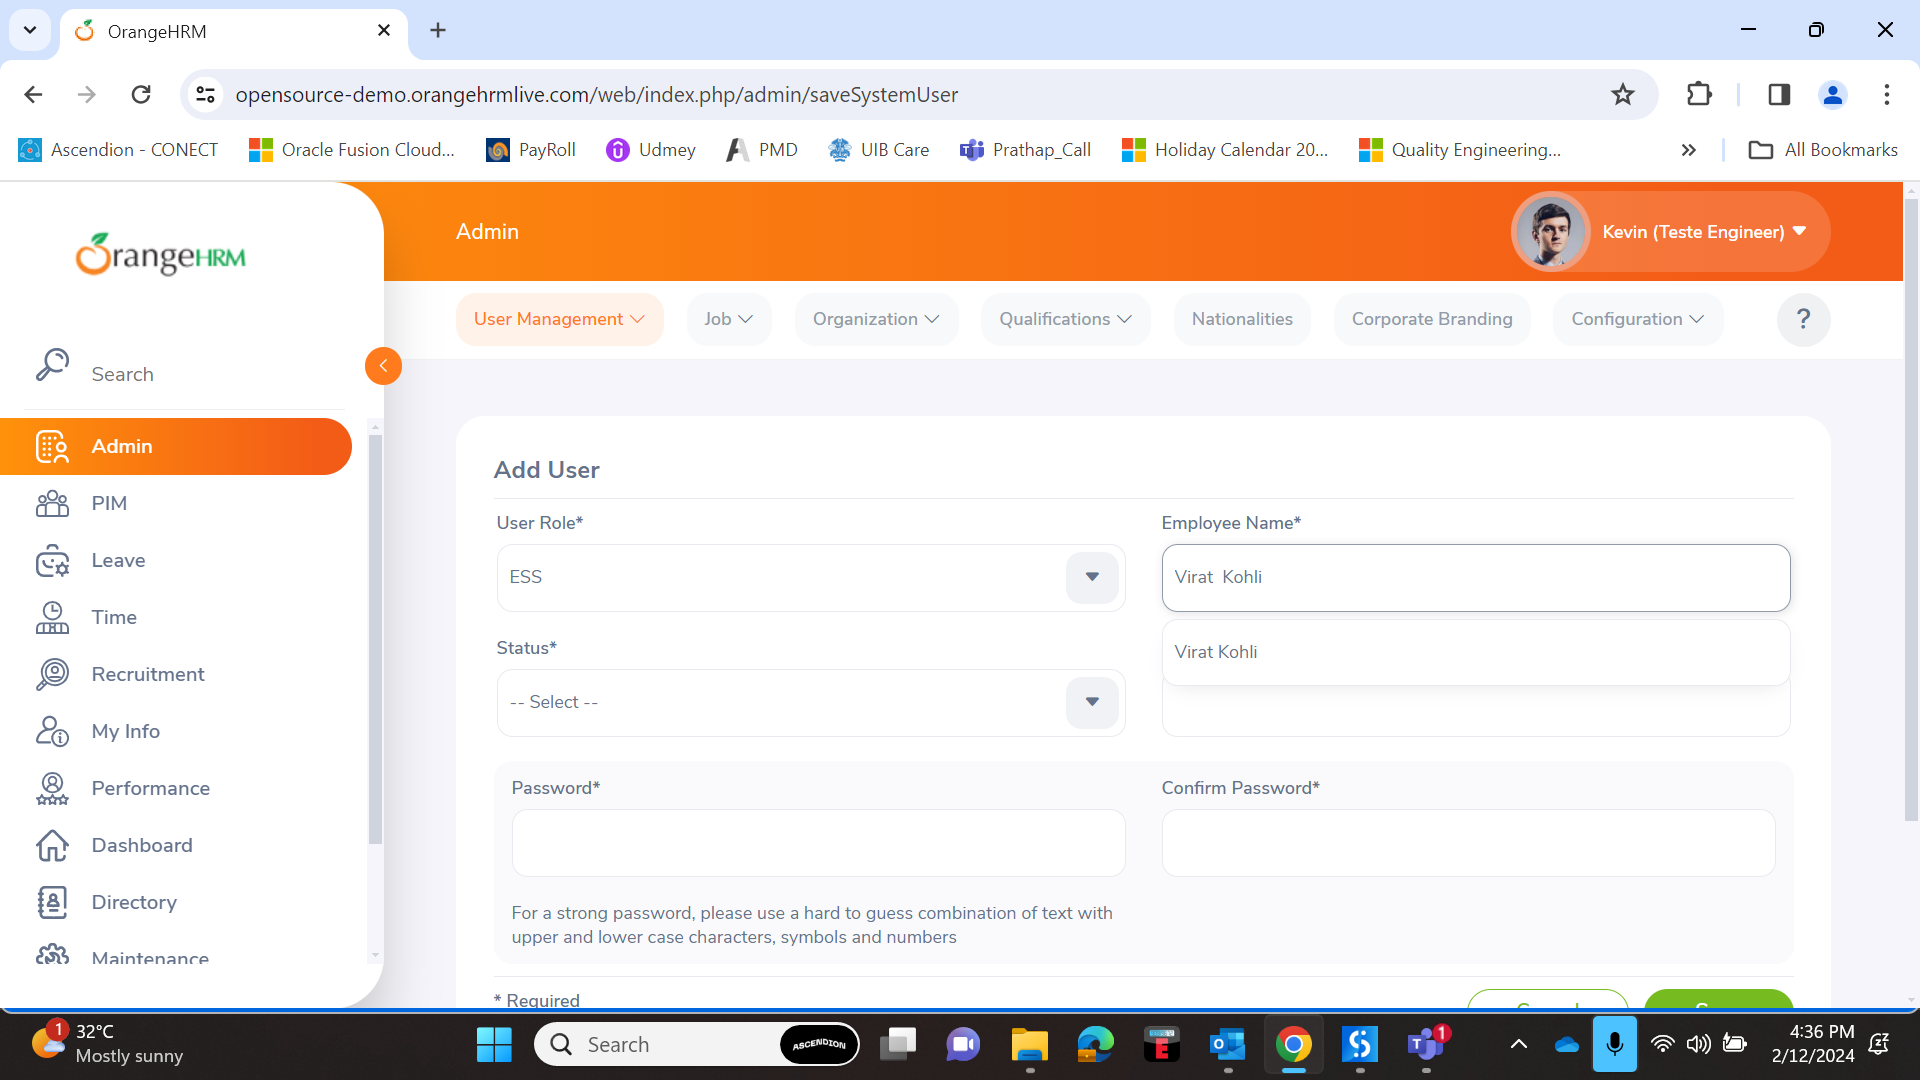 OrangeHRM
opensource-demo.orangehrmlive.com/web/index.php/admin/saveSystemUser
Ascendion - CONECT
Oracle Fusion Cloud...
PayRoll
Udmey
PMD
UIB Care
Prathap_Call
Holiday Calendar 20...
Quality Engineering...
All Bookmarks
OrangeHRM
Admin
Kevin (Teste Engineer)
User Management
Job
Organization
Qualifications
Nationalities
Corporate Branding
Configuration
?
Search
Admin
PIM
Leave
Time
Recruitment
My Info
Performance
Dashboard
Directory
Maintenance
Add User
User Role*
Employee Name*
ESS
Virat  Kohli
Status*
Virat Kohli
-- Select --
Password*
Confirm Password*
For a strong password, please use a hard to guess combination of text with
upper and lower case characters, symbols and numbers
* Required
1
32°C
Mostly sunny
Search
ASCENDION
1
4:36 PM
2/12/2024